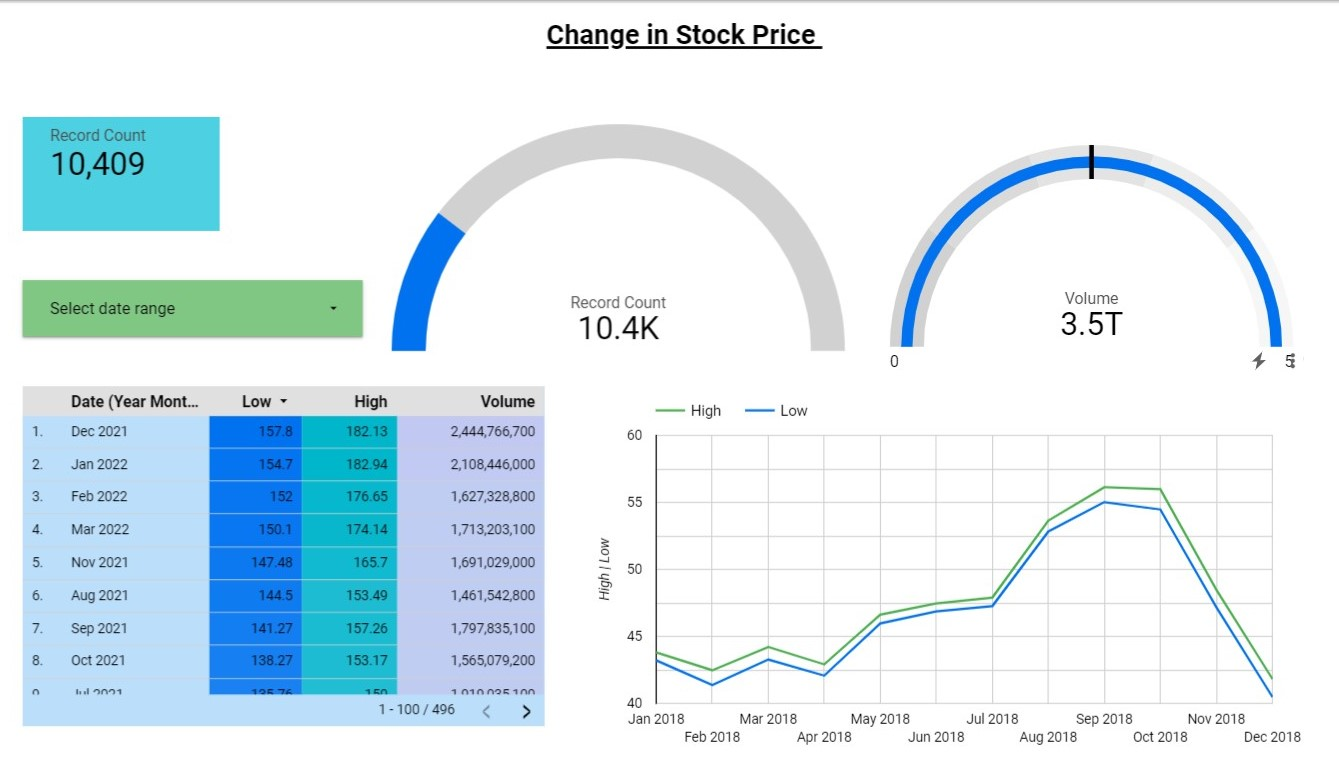 Change in Stock Price
Record Count
10,409
Select date range
Record Count
10.4K
Volume
3.5T
0
Date (Year Mont... Low High Volume
1. Dec 2021 157.8 182.13 2,444,766,700
2. Jan 2022 154.7 182.94 2,108,446,000
3. Feb 2022 152 176.65 1,627,328,800
4. Mar 2022 150.1 174.14 1,713,203,100
5. Nov 2021 147.48 165.7 1,691,029,000
6. Aug 2021 144.5 153.49 1,461,542,800
7. Sep 2021 141.27 157.26 1,797,835,100
8. Oct 2021 138.27 153.17 1,565,079,200
Jul 2021 135.76 150
1 - 100 / 496
High Low
60
55
50
45
40
High | Low
Jan 2018 Mar 2018 May 2018 Jul 2018 Sep 2018 Nov 2018
Feb 2018 Apr 2018 Jun 2018 Aug 2018 Oct 2018 Dec 2018